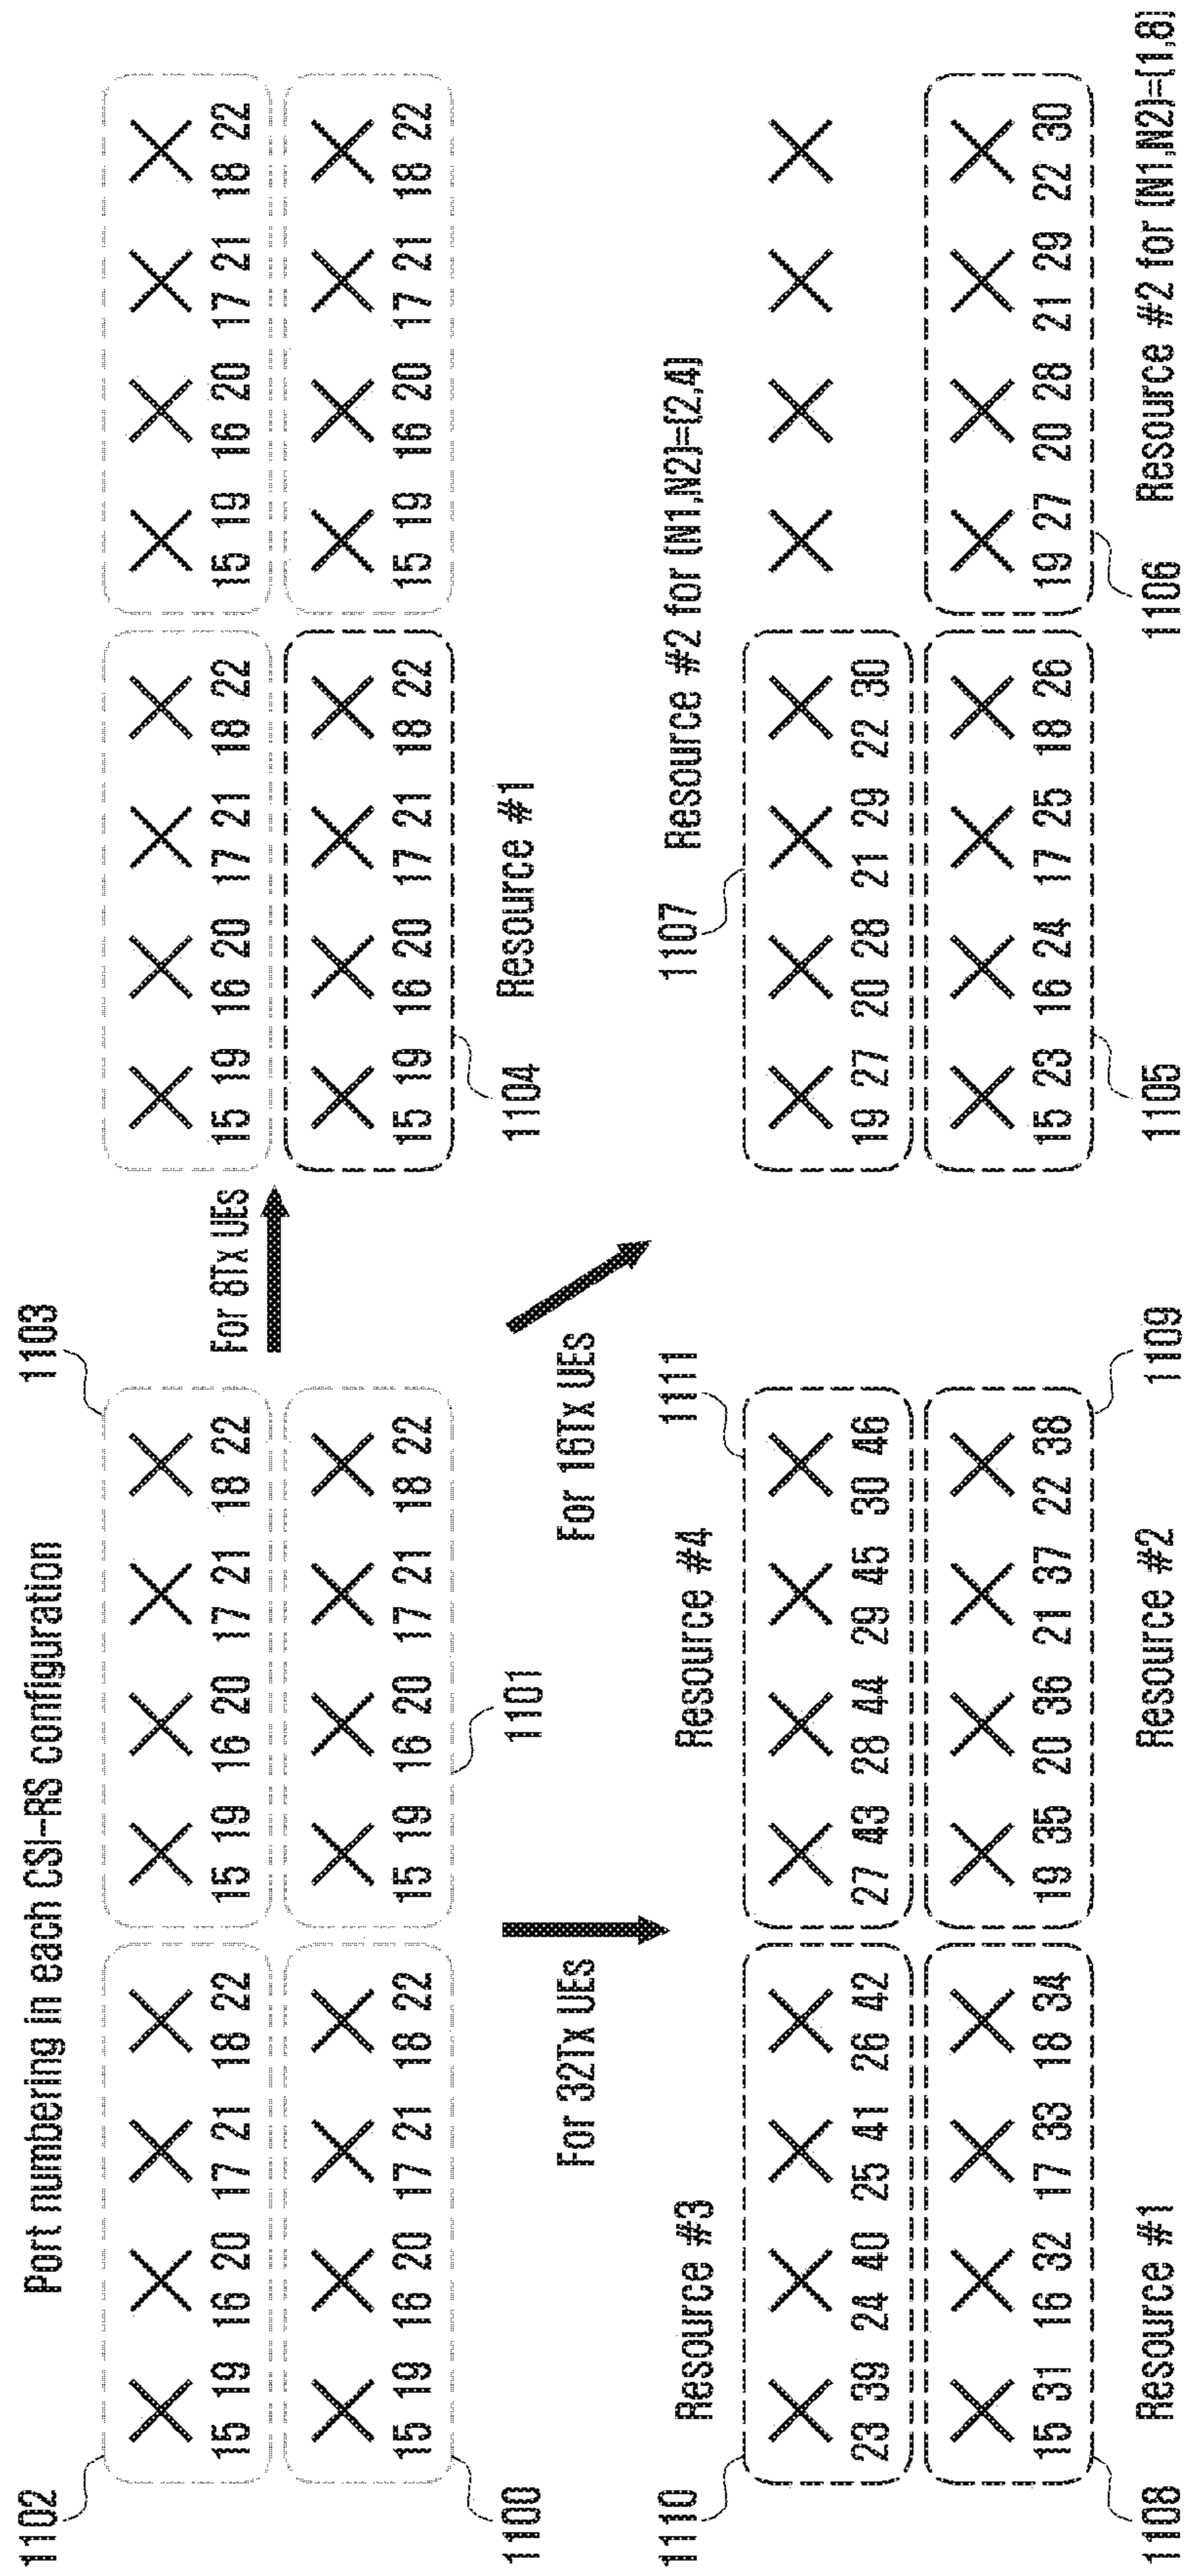 Port numbering in each CSI-RS configuration
1102
1103
15 19 16 20 17 21 18 22
15 19 16 20 17 21 18 22
15 19 16 20 17 21 18 22
15 19 16 20 17 21 18 22
1100
1101
For 8Tx UEs
15 19 16 20 17 21 18 22
15 19 16 20 17 21 18 22
15 19 16 20 17 21 18 22
15 19 16 20 17 21 18 22
1104
Resource #1
For 32Tx UEs
For 16Tx UEs
1110
Resource #3
Resource #4
1111
23 39 24 40 25 41 26 42
27 43 28 44 29 45 30 46
15 31 16 32 17 33 18 34
19 35 20 36 21 37 22 38
1108
Resource #1
Resource #2
1109
1107
Resource #2 for (N1,N2)=(2,4)
19 27 20 28 21 29 22 30
15 23 16 24 17 25 18 26
19 27 20 28 21 29 22 30
1105
1106
Resource #2 for (N1,N2)=(1,8)